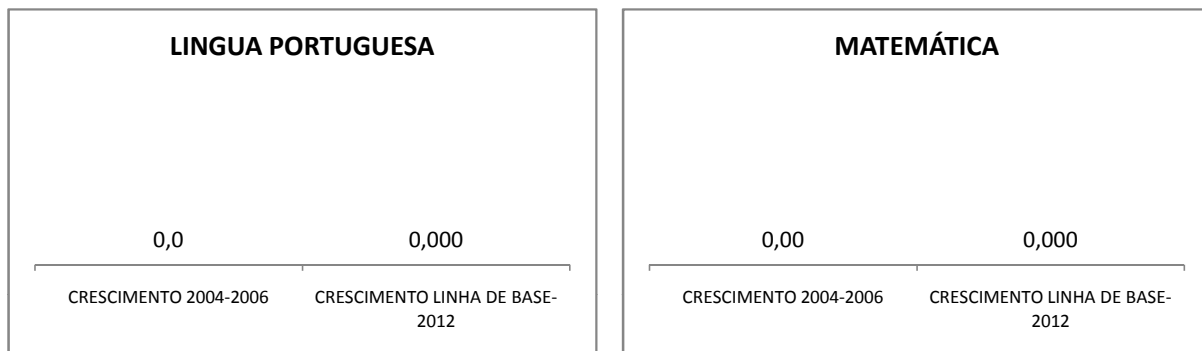 LINGUA PORTUGUESA
0,0
0,000
CRESCIMENTO 2004-2006
CRESCIMENTO LINHA DE BASE-
2012
MATEMÁTICA
0,00
0,000
CRESCIMENTO 2004-2006
CRESCIMENTO LINHA DE BASE-
2012